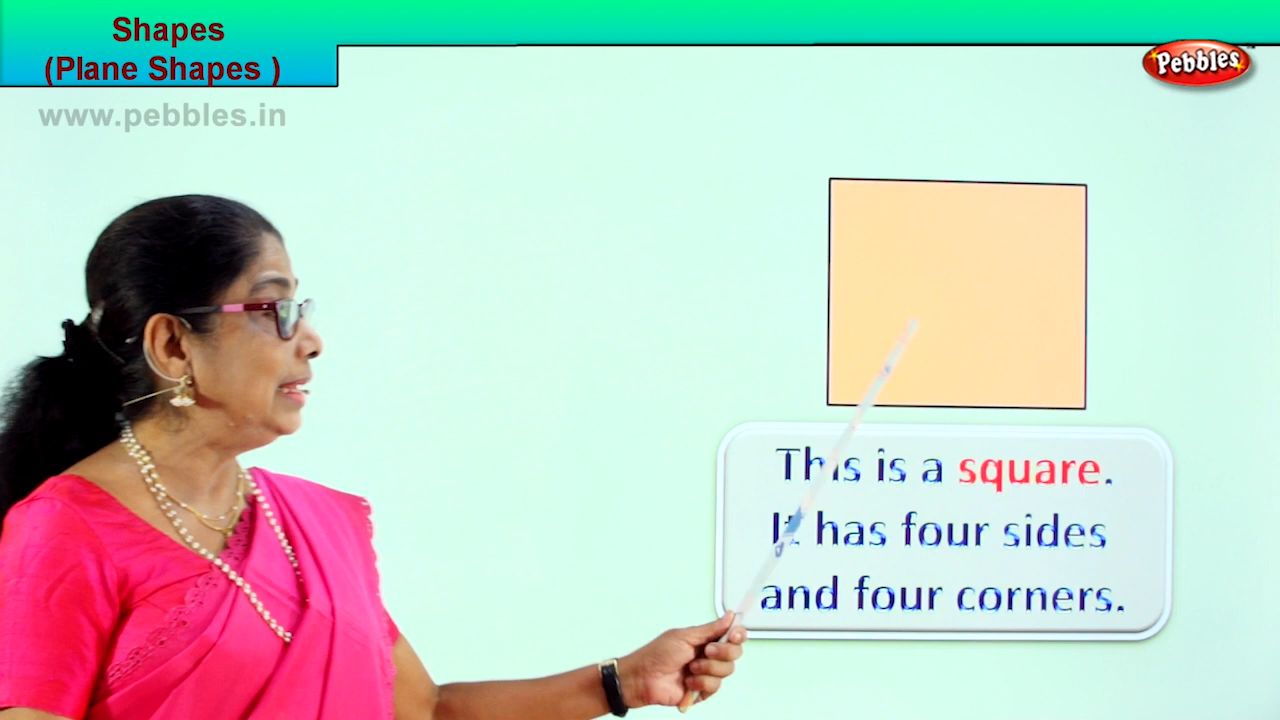 Shapes
(Plane Shapes )
Pebbles
www.pebbles.in
This is a square.
It has four sides
and four corners.